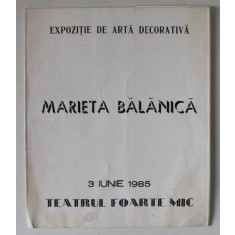 EXPOZIȚIE DE ARTĂ DECORATIVĂ
MARIETA BĂLĂNICĂ
3 IUNIE 1985
TEATRUL FOARTE MIC